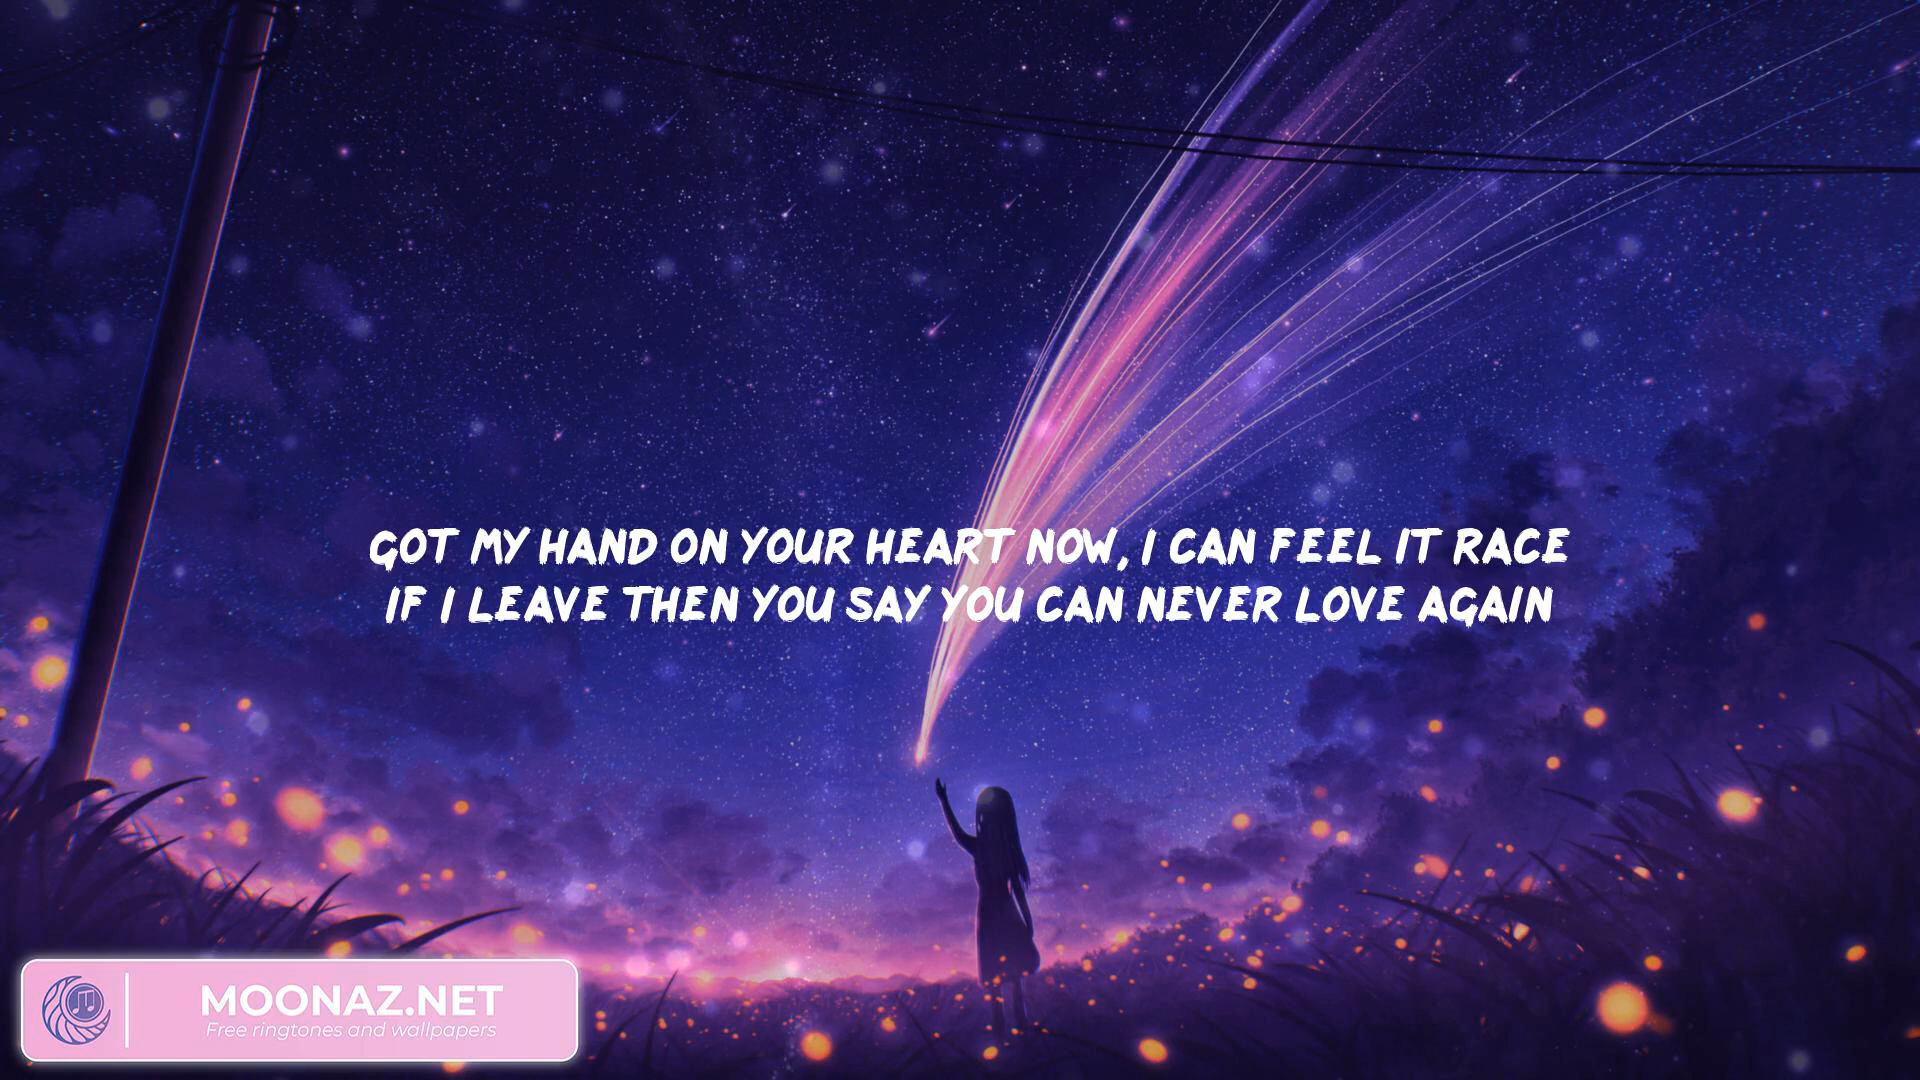 GOT MY HAND ON YOUR HEART NOW, I CAN FEEL IT RACE
IF I LEAVE THEN YOU SAY YOU CAN NEVER LOVE AGAIN
MOONAZ.NET
Free ringtones and wallpapers